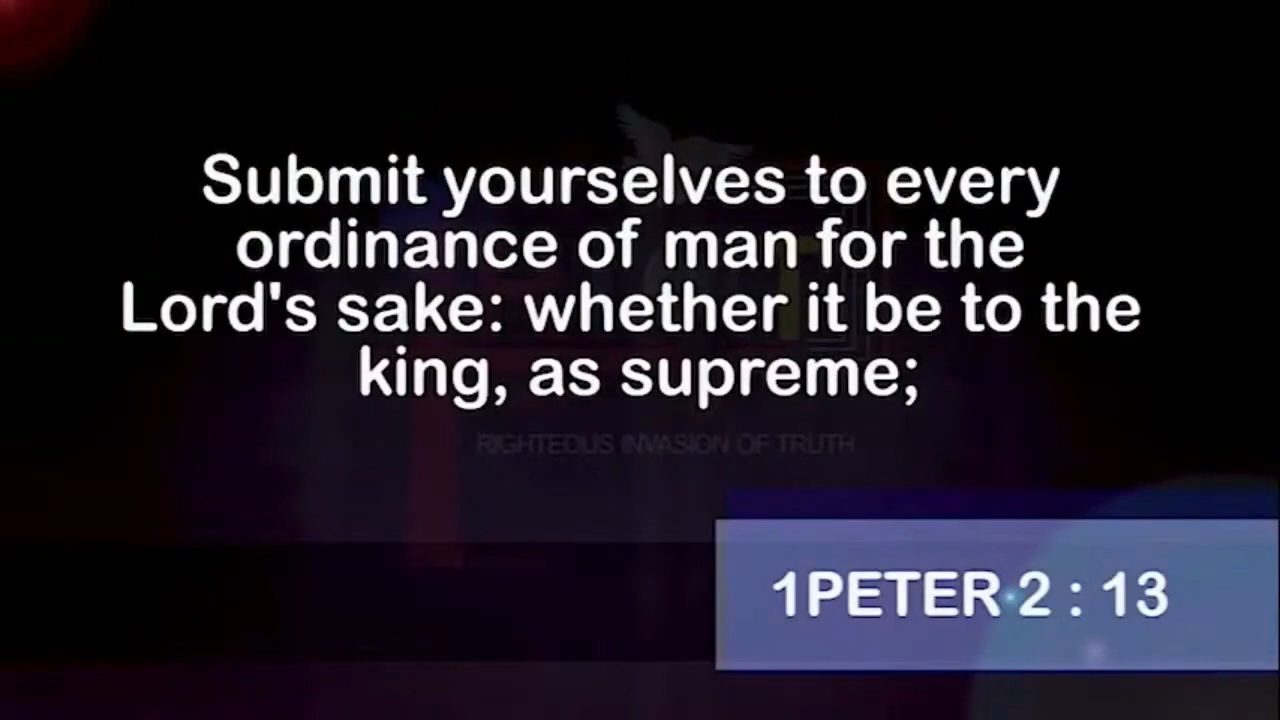 Submit yourselves to every
ordinance of man for the
Lord's sake: whether it be to the
king, as supreme;
RIGHTEOUS INVASION OF TRUTH
1PETER 2 : 13